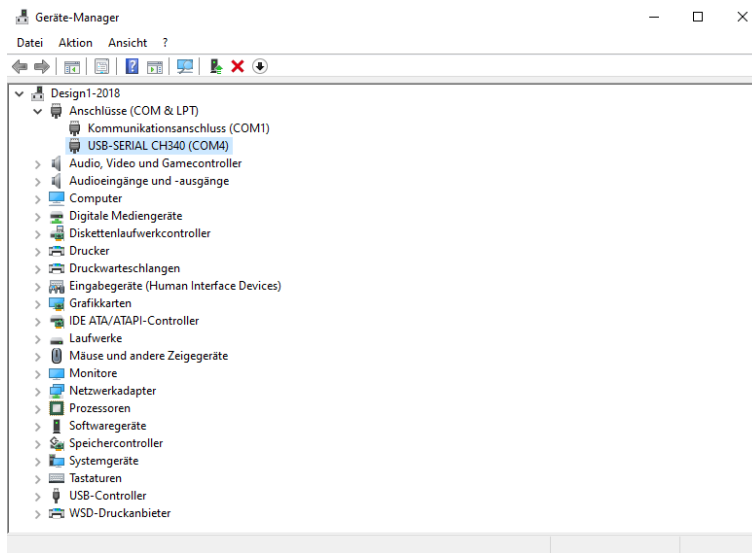 Geräte-Manager
Datei Aktion Ansicht ?
Design1-2018
Anschlüsse (COM & LPT)
Kommunikationsanschluss (COM1)
USB-SERIAL CH340 (COM4)
Audio, Video und Gamecontroller
Audioeingänge und -ausgänge
Computer
Digitale Mediengeräte
Diskettenlaufwerkcontroller
Drucker
Druckwarteschlangen
Eingabegeräte (Human Interface Devices)
Grafikkarten
IDE ATA/ATAPI-Controller
Laufwerke
Mäuse und andere Zeigegeräte
Monitore
Netzwerkadapter
Prozessoren
Softwaregeräte
Speichercontroller
Systemgeräte
Tastaturen
USB-Controller
WSD-Druckanbieter